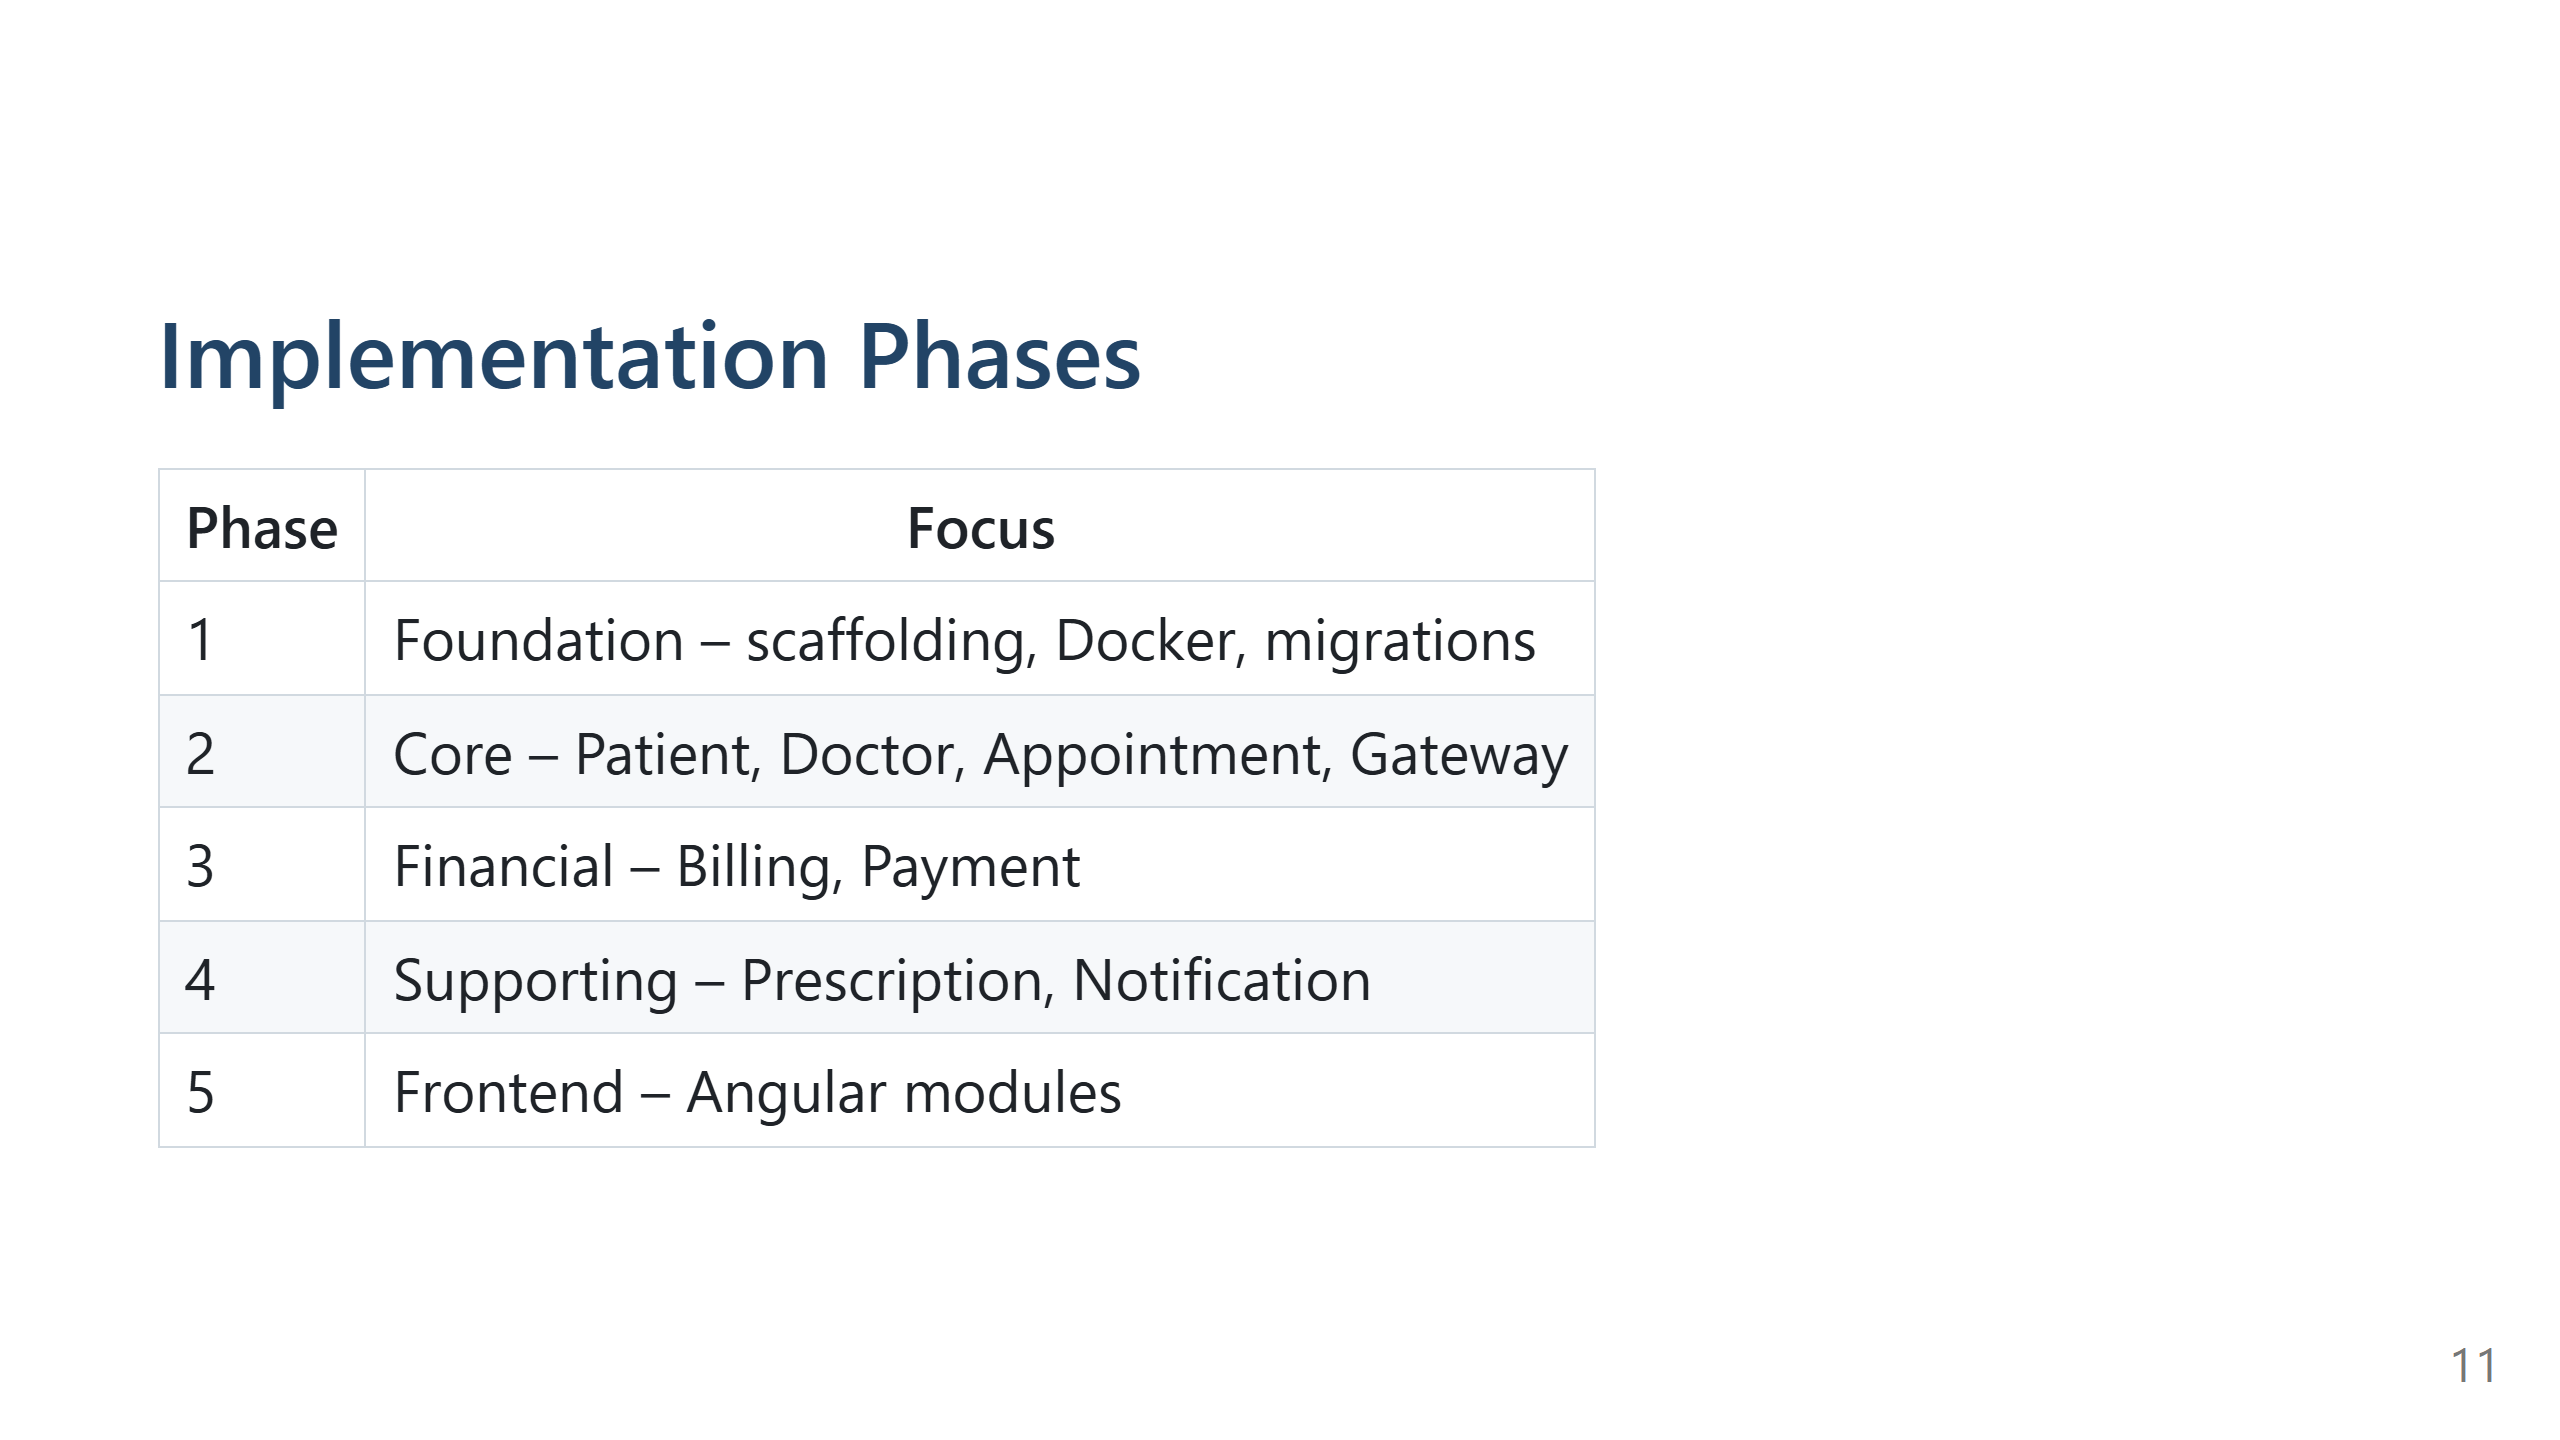 Implementation Phases
Phase Focus
1 Foundation – scaffolding, Docker, migrations
2 Core – Patient, Doctor, Appointment, Gateway
3 Financial – Billing, Payment
4 Supporting – Prescription, Notification
5 Frontend – Angular modules
11